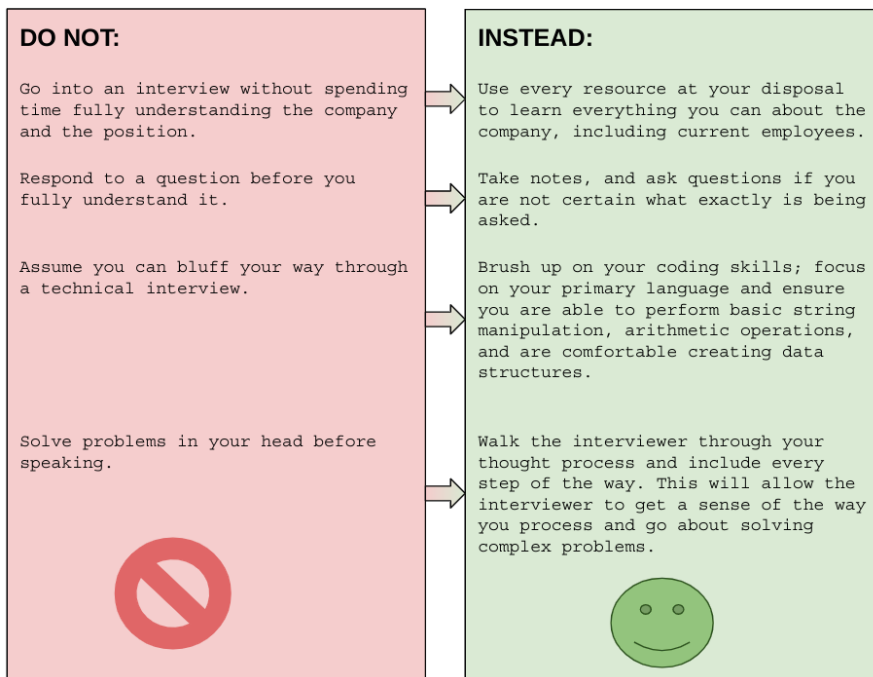 DO NOT:
Go into an interview without spending
time fully understanding the company
and the position.
Respond to a question before you
fully understand it.
Assume you can bluff your way through
a technical interview.
Solve problems in your head before
speaking.
INSTEAD:
Use every resource at your disposal
to learn everything you can about the
company, including current employees.
Take notes, and ask questions if you
are not certain what exactly is being
asked.
Brush up on your coding skills; focus
on your primary language and ensure
you are able to perform basic string
manipulation, arithmetic operations,
and are comfortable creating data
structures.
Walk the interviewer through your
thought process and include every
step of the way. This will allow the
interviewer to get a sense of the way
you process and go about solving
complex problems.